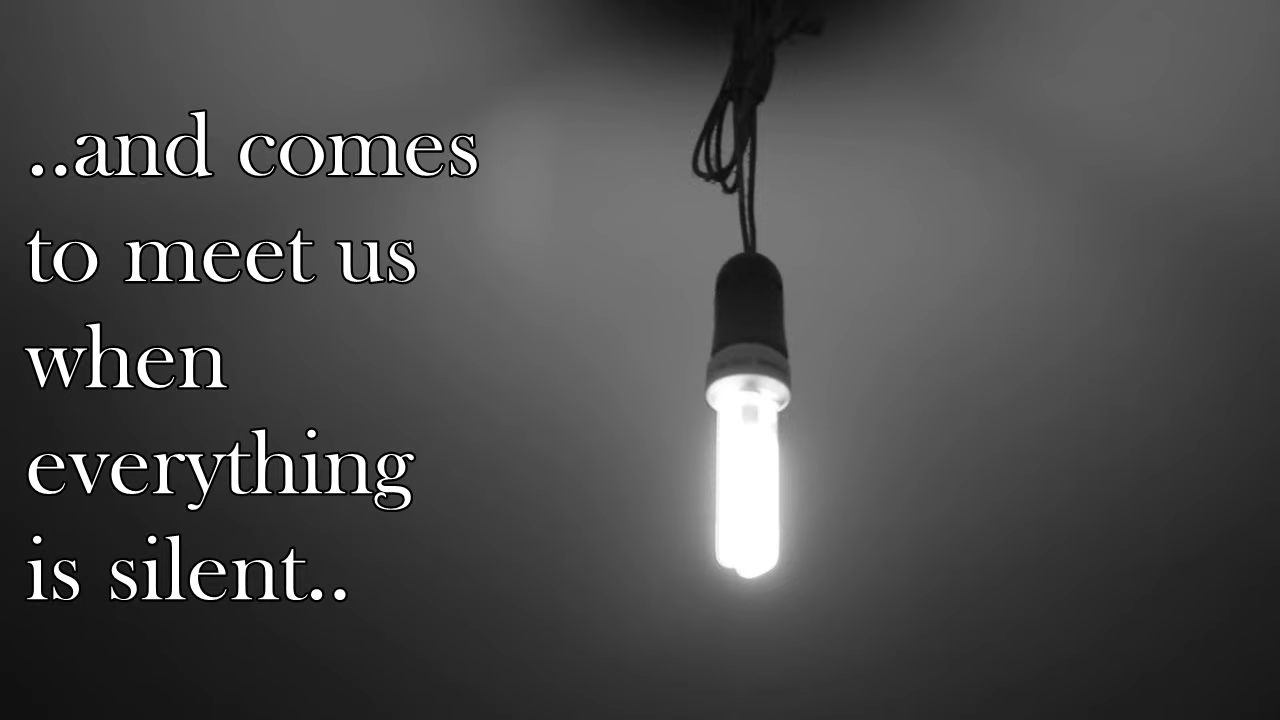 ..and comes
to meet us
when
everything
is silent..